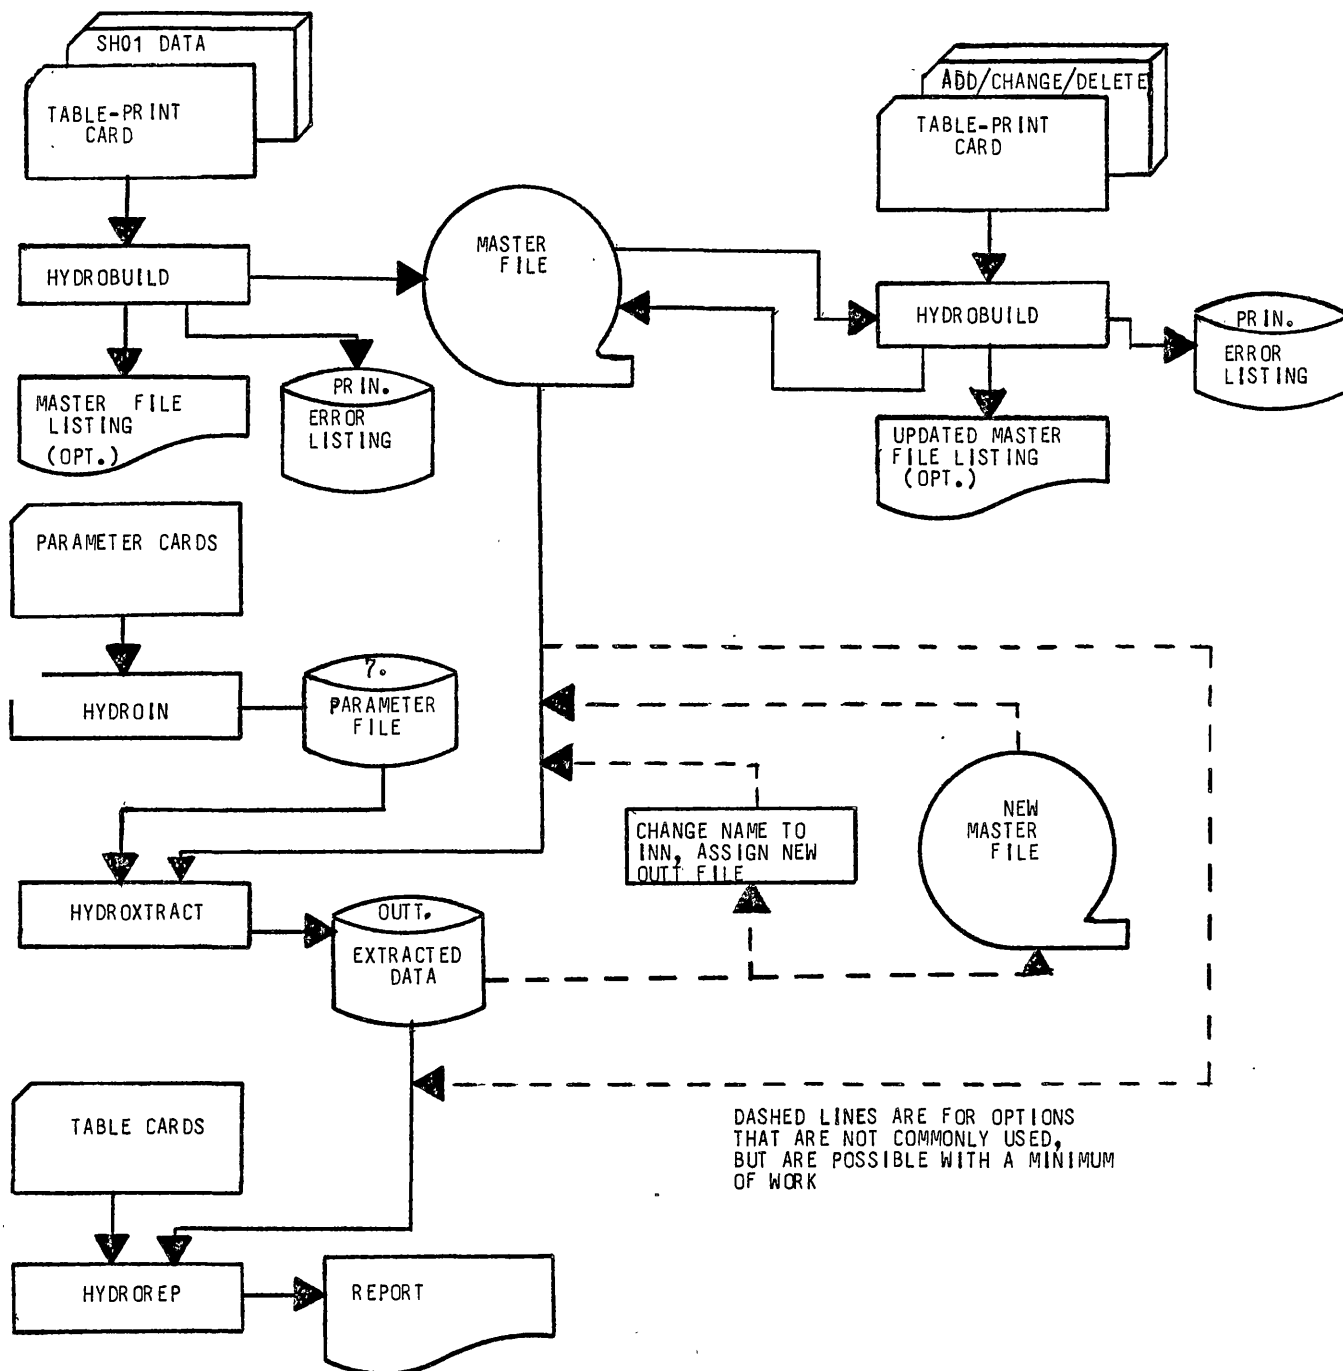 SH01 DATA
TABLE-PRINT
CARD
HYDROBUILD
MASTER FILE
LISTING
(OPT.)
PRIN.
ERROR
LISTING
MASTER
FILE
ADD/CHANGE/DELETE
TABLE-PRINT
CARD
HYDROBUILD
PRIN.
ERROR
LISTING
UPDATED MASTER
FILE LISTING
(OPT.)
PARAMETER CARDS
HYDROIN
7.
PARAMETER
FILE
HYDROXTRACT
OUTT.
EXTRACTED
DATA
CHANGE NAME TO
INN, ASSIGN NEW
OUTT FILE
NEW
MASTER
FILE
TABLE CARDS
HYDROREP
REPORT
DASHED LINES ARE FOR OPTIONS
THAT ARE NOT COMMONLY USED,
BUT ARE POSSIBLE WITH A MINIMUM
OF WORK